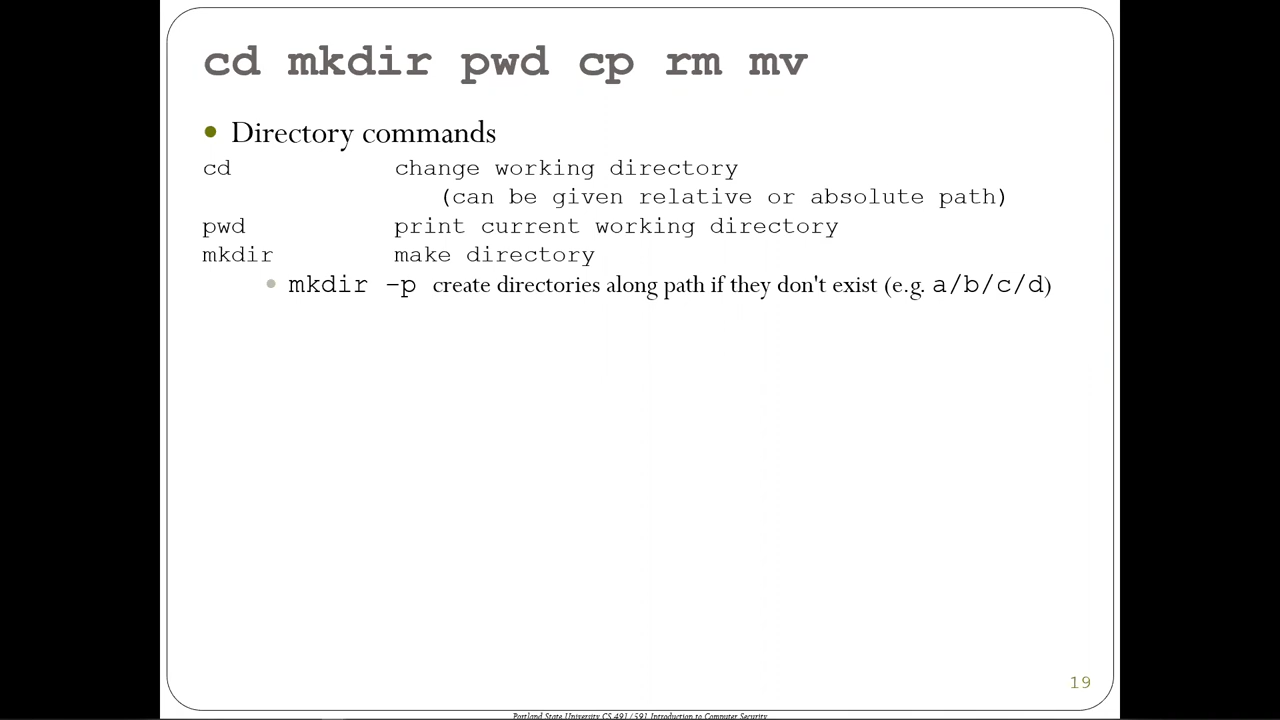 cd mkdir pwd cp rm mv
• Directory commands
cd change working directory
(can be given relative or absolute path)
pwd print current working directory
mkdir make directory
• mkdir -p create directories along path if they don't exist (e.g. a/b/c/d)
19
Portland State University CS 491/591 Introduction to Computer Security